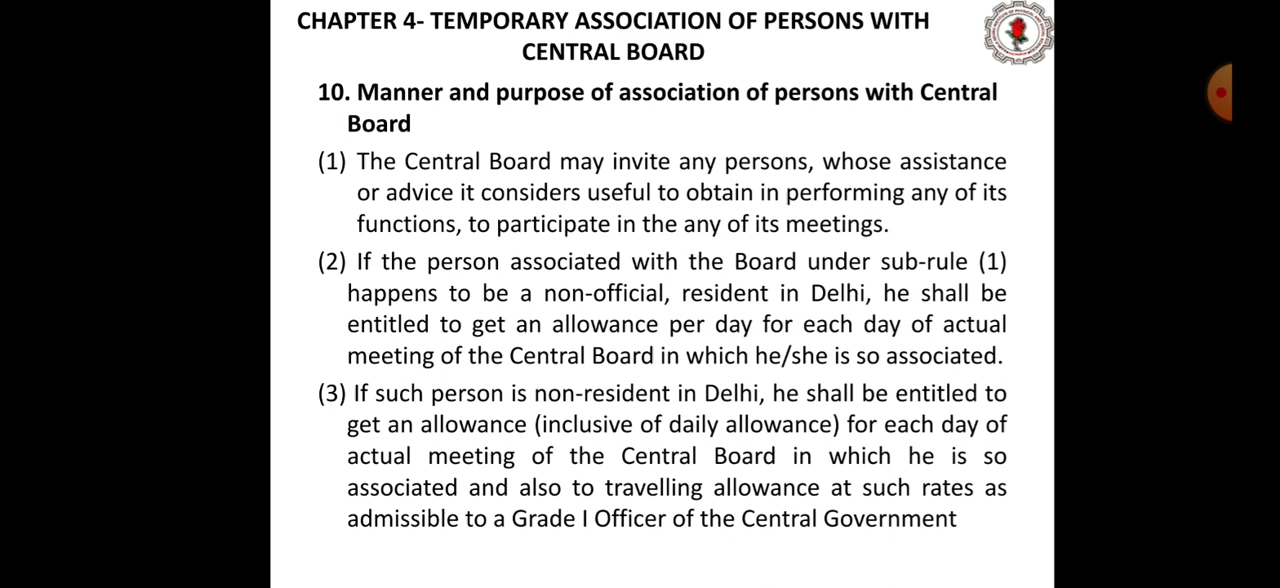 CHAPTER 4- TEMPORARY ASSOCIATION OF PERSONS WITH
CENTRAL BOARD
10. Manner and purpose of association of persons with Central
Board
(1) The Central Board may invite any persons, whose assistance
or advice it considers useful to obtain in performing any of its
functions, to participate in the any of its meetings.
(2) If the person associated with the Board under sub-rule (1)
happens to be a non-official, resident in Delhi, he shall be
entitled to get an allowance per day for each day of actual
meeting of the Central Board in which he/she is so associated.
(3) If such person is non-resident in Delhi, he shall be entitled to
get an allowance (inclusive of daily allowance) for each day of
actual meeting of the Central Board in which he is so
associated and also to travelling allowance at such rates as
admissible to a Grade I Officer of the Central Government